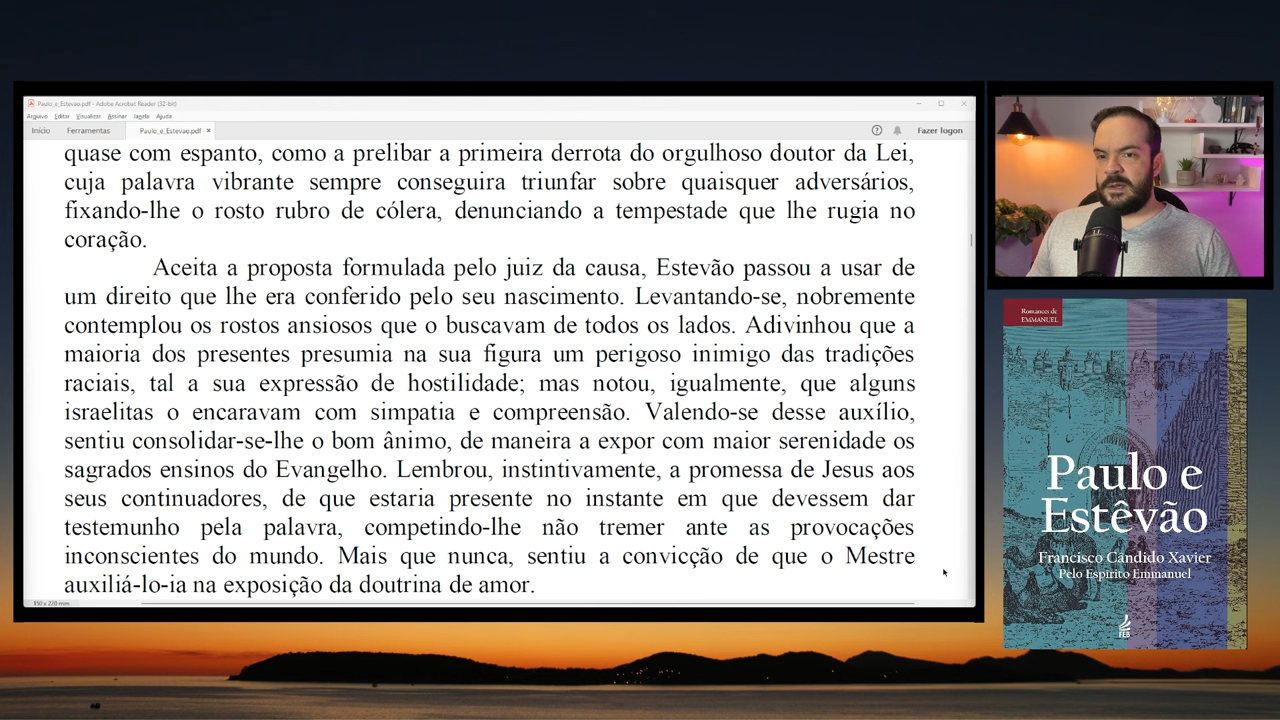 Paulo_e_Estevao.pdf - Adobe Acrobat Reader (32-bit)
Arquivo Editar Visualizar Assinar Janela Ajuda
Início Ferramentas Paulo_e_Estevao.pdf × Fazer logon
quase com espanto, como a prelibar a primeira derrota do orgulhoso doutor da Lei,
cuja palavra vibrante sempre conseguira triunfar sobre quaisquer adversários,
fixando-lhe o rosto rubro de cólera, denunciando a tempestade que lhe rugia no
coração.
Aceita a proposta formulada pelo juiz da causa, Estevão passou a usar de
um direito que lhe era conferido pelo seu nascimento. Levantando-se, nobremente
contemplou os rostos ansiosos que o buscavam de todos os lados. Adivinhou que a
maioria dos presentes presumia na sua figura um perigoso inimigo das tradições
raciais, tal a sua expressão de hostilidade; mas notou, igualmente, que alguns
israelitas o encaravam com simpatia e compreensão. Valendo-se desse auxílio,
sentiu consolidar-se-lhe o bom ânimo, de maneira a expor com maior serenidade os
sagrados ensinos do Evangelho. Lembrou, instintivamente, a promessa de Jesus aos
seus continuadores, de que estaria presente no instante em que devessem dar
testemunho pela palavra, competindo-lhe não tremer ante as provocações
inconscientes do mundo. Mais que nunca, sentiu a convicção de que o Mestre
auxiliá-lo-ia na exposição da doutrina de amor.
150 x 220 mm
Romances de
EMMANUEL
Paulo e
Estêvão
Francisco Cândido Xavier
Pelo Espírito Emmanuel
FEB